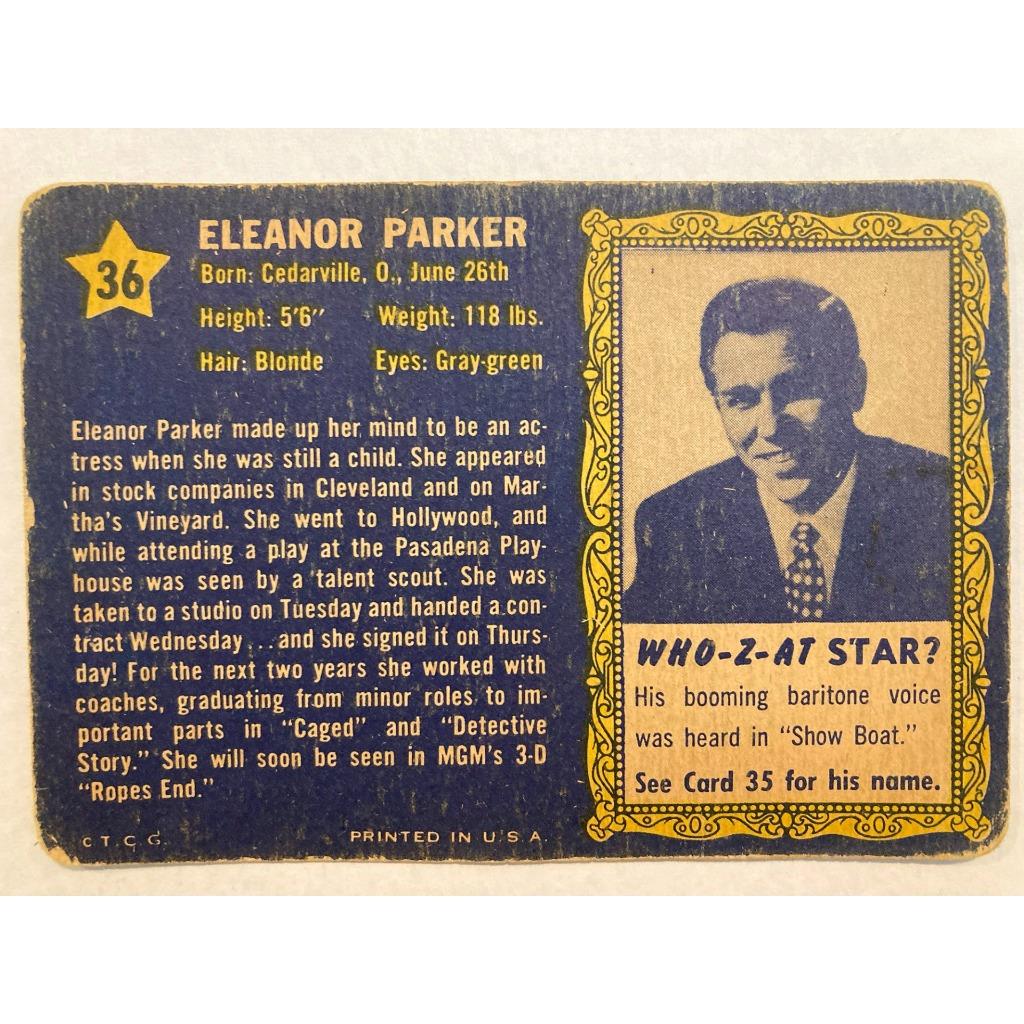 36
ELEANOR PARKER
Born: Cedarville, O., June 26th
Height: 5'6" Weight: 118 lbs.
Hair: Blonde Eyes: Gray-green
Eleanor Parker made up her mind to be an ac-
tress when she was still a child. She appeared
in stock companies in Cleveland and on Mar-
tha's Vineyard. She went to Hollywood, and
while attending a play at the Pasadena Play-
house was seen by a talent scout. She was
taken to a studio on Tuesday and handed a con-
tract Wednesday...and she signed it on Thurs-
day! For the next two years she worked with
coaches, graduating from minor roles to im-
portant parts in "Caged" and "Detective
Story." She will soon be seen in MGM's 3-D
"Ropes End."
C T. C. G. PRINTED IN U.S.A.
WHO-Z-AT STAR?
His booming baritone voice
was heard in "Show Boat."
See Card 35 for his name.